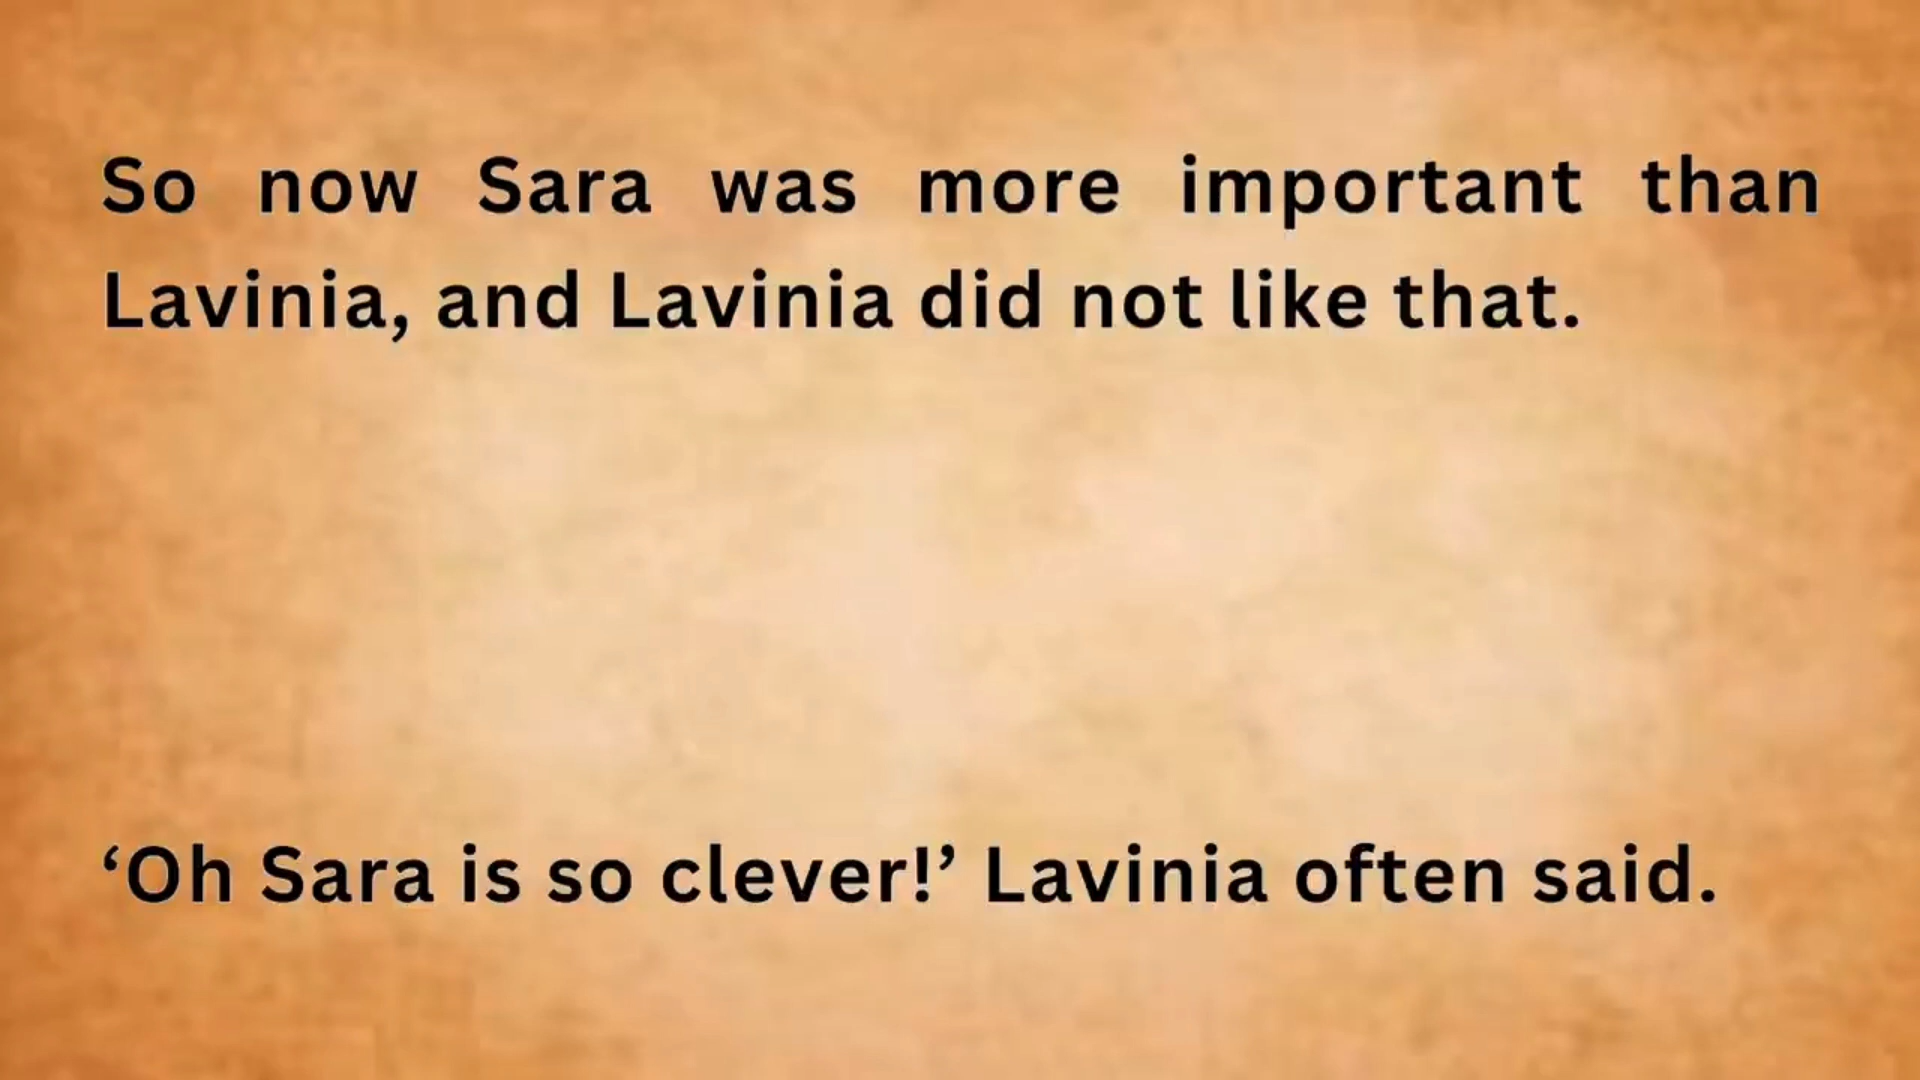 So now Sara was more important than
Lavinia, and Lavinia did not like that.
‘Oh Sara is so clever!’ Lavinia often said.